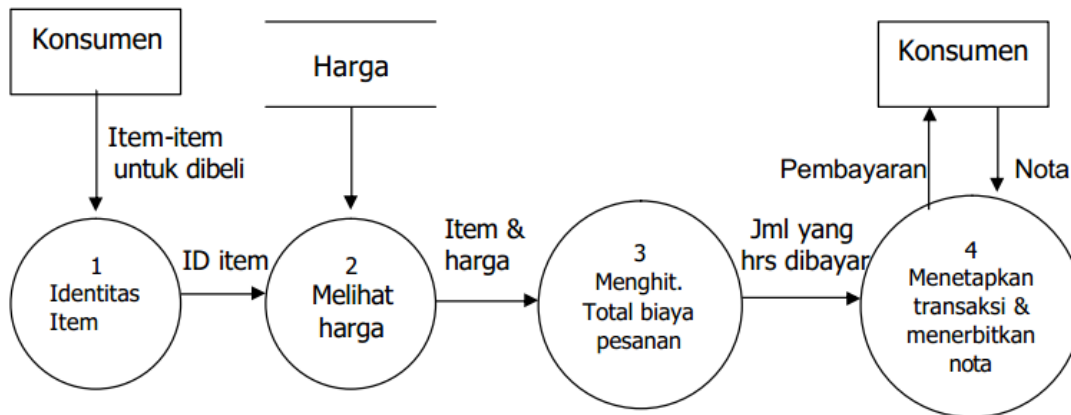 Konsumen
Harga
Konsumen
Item-item
untuk dibeli
Pembayaran
Nota
1
Identitas
Item
ID item
2
Melihat
harga
Item &
harga
3
Menghit.
Total biaya
pesanan
Jml yang
hrs dibayar
4
Menetapkan
transaksi &
menerbitkan
nota